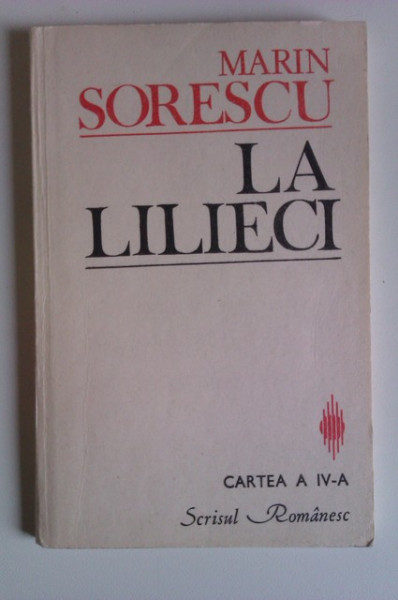 MARIN
SORESCU
LA
LILIECI
CARTEA A IV-A
Scrisul Românesc